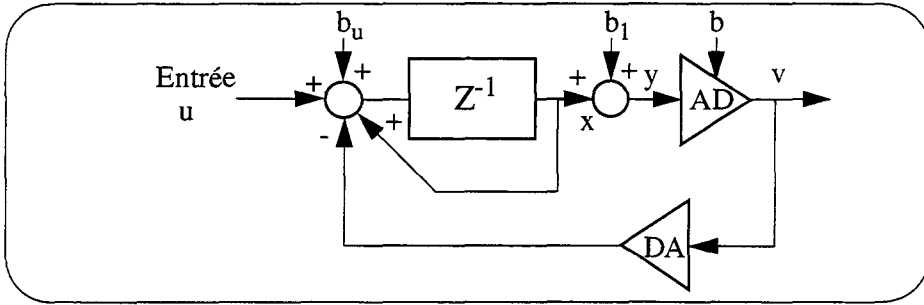 b_u
b_1
b
Entrée
u
+
+
+
-
Z^{-1}
+
x
+
y
AD
v
DA